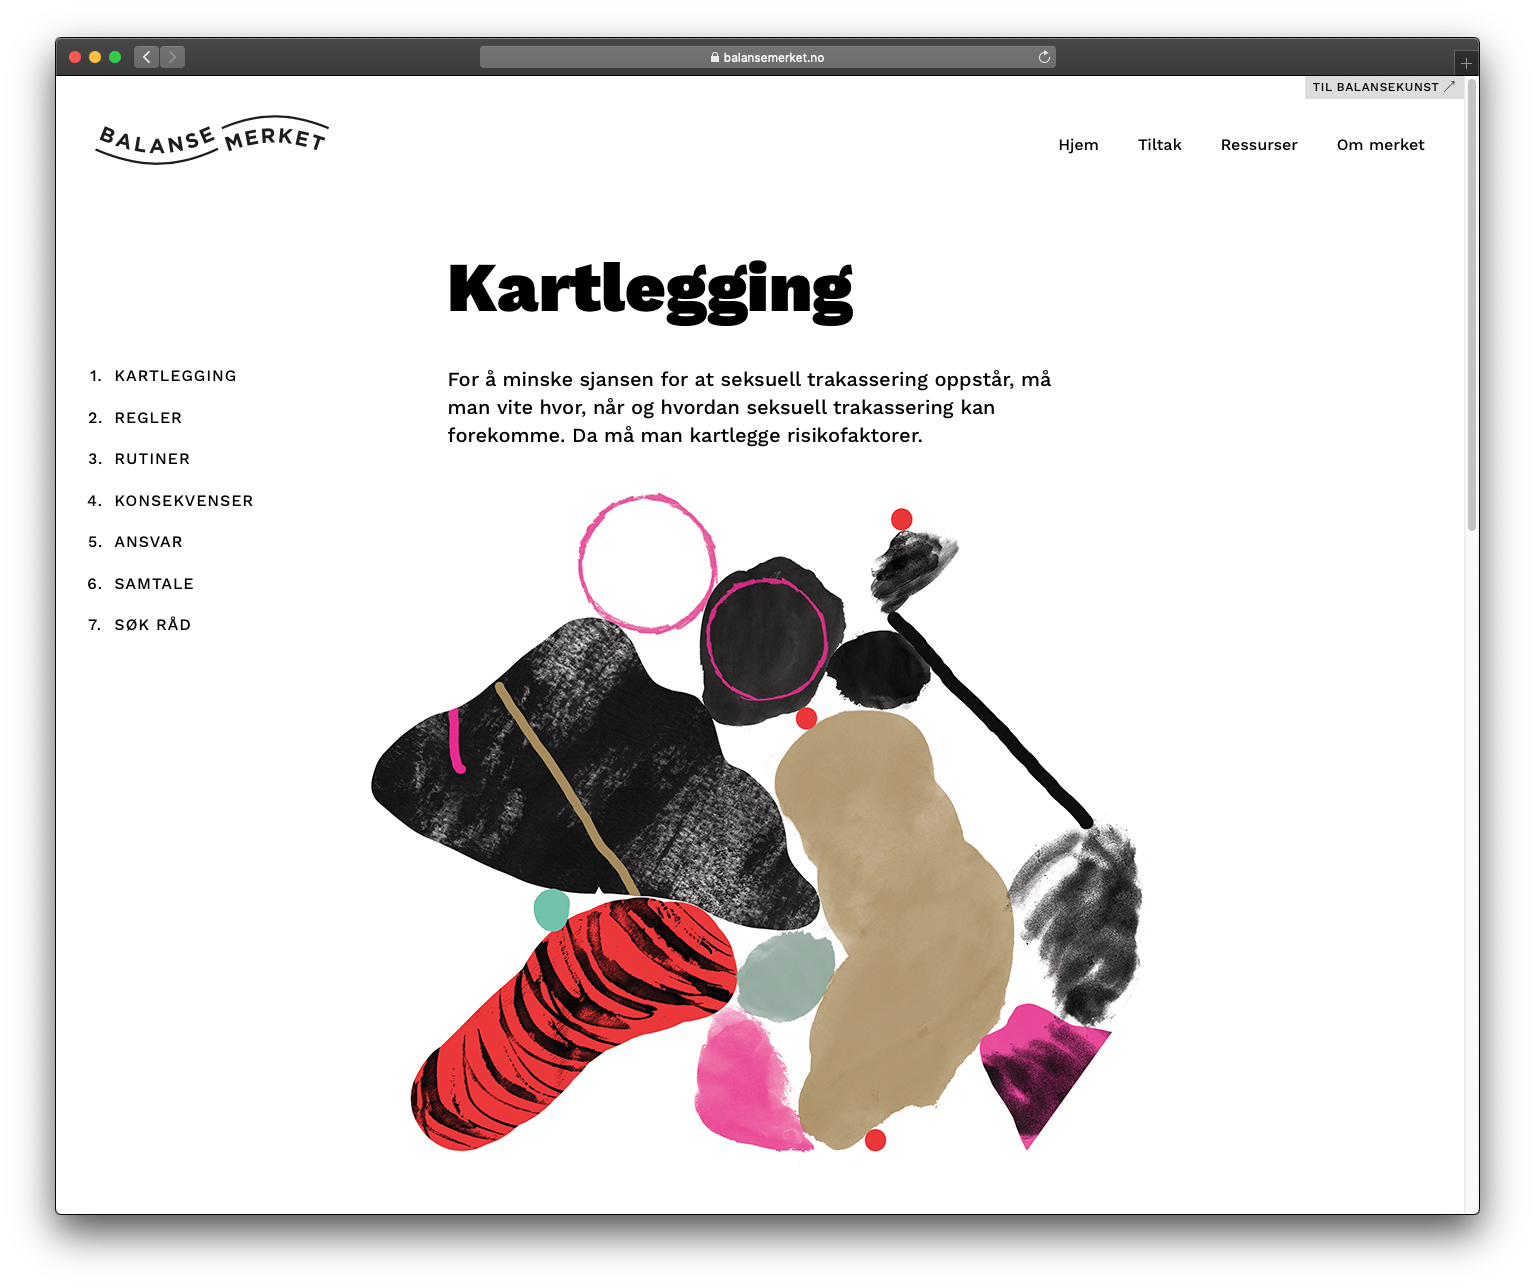 balansemerket.no
TIL BALANSEKUNST ↗
BALANSE MERKET
Hjem Tiltak Ressurser Om merket
Kartlegging
1. KARTLEGGING
2. REGLER
3. RUTINER
4. KONSEKVENSER
5. ANSVAR
6. SAMTALE
7. SØK RÅD
For å minske sjansen for at seksuell trakassering oppstår, må
man vite hvor, når og hvordan seksuell trakassering kan
forekomme. Da må man kartlegge risikofaktorer.